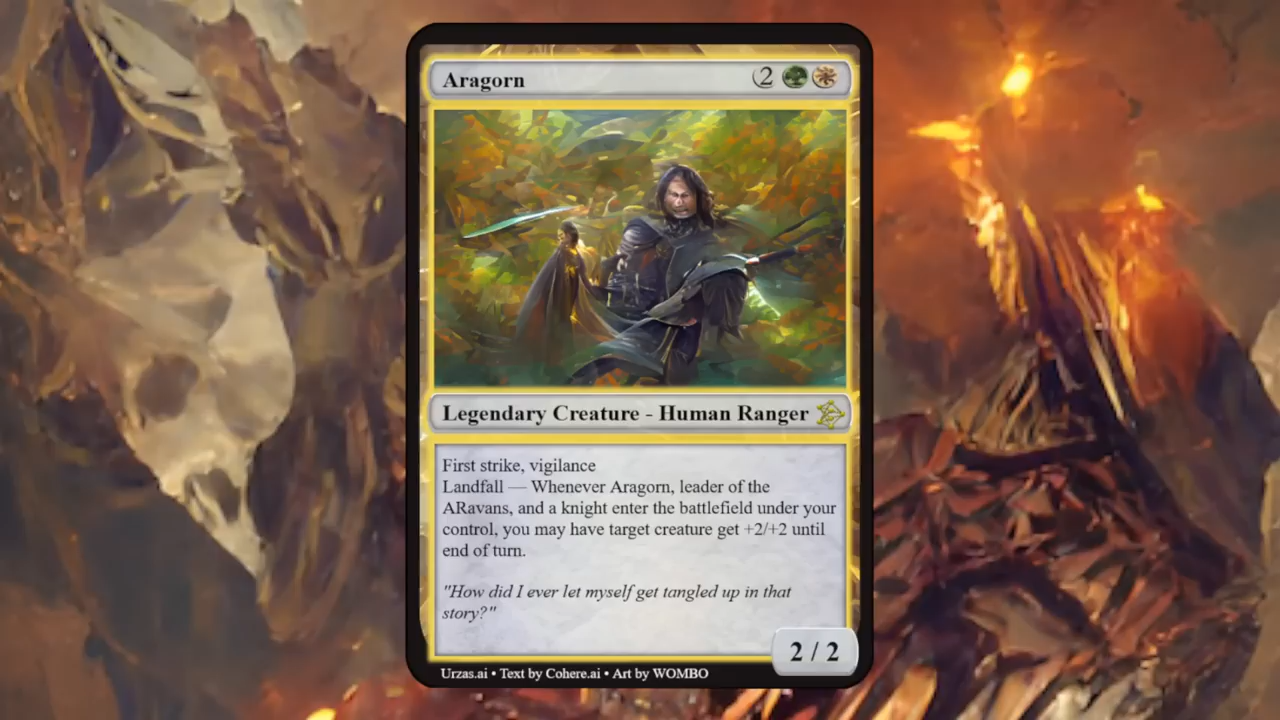 Aragorn 2
Legendary Creature - Human Ranger
First strike, vigilance
Landfall — Whenever Aragorn, leader of the
ARavans, and a knight enter the battlefield under your
control, you may have target creature get +2/+2 until
end of turn.
"How did I ever let myself get tangled up in that
story?"
2 / 2
Urzas.ai • Text by Cohere.ai • Art by WOMBO